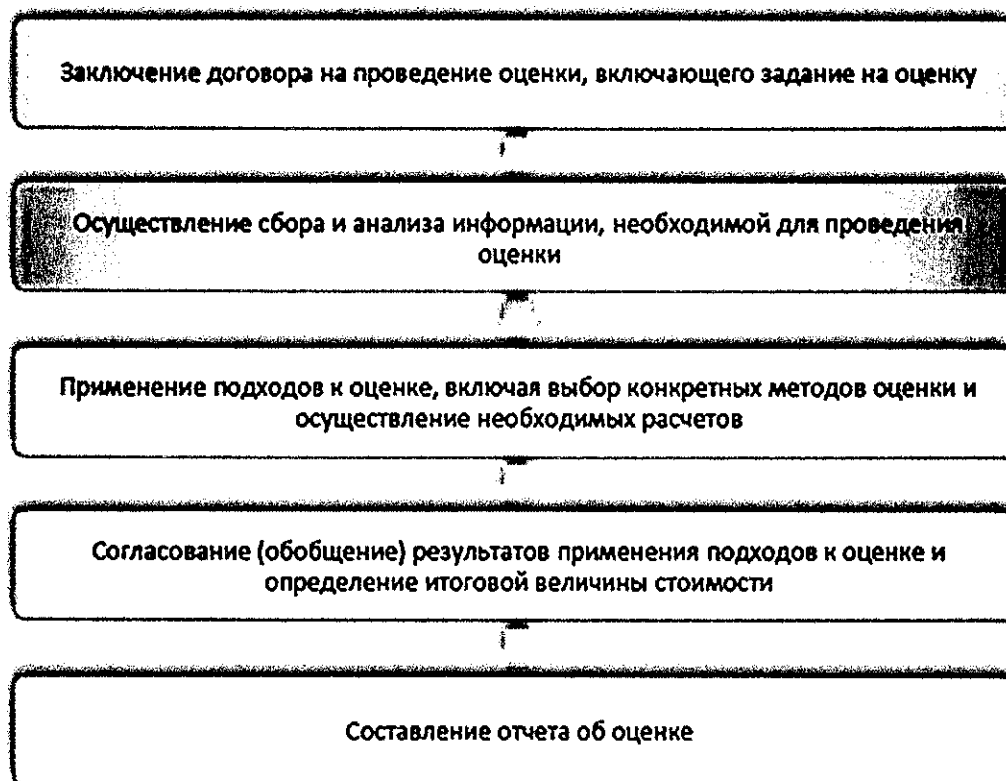 Заключение договора на проведение оценки, включающего задание на оценку
Осуществление сбора и анализа информации, необходимой для проведения
оценки
Применение подходов к оценке, включая выбор конкретных методов оценки и
осуществление необходимых расчетов
Согласование (обобщение) результатов применения подходов к оценке и
определение итоговой величины стоимости
Составление отчета об оценке